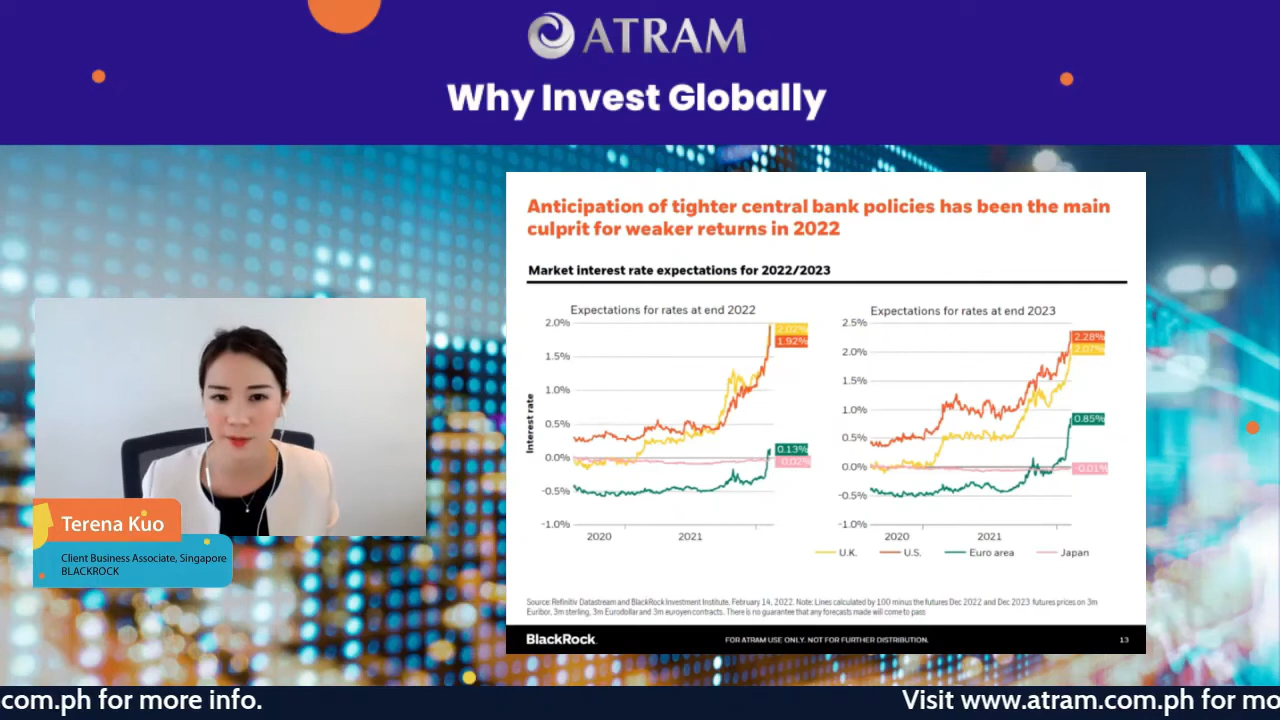 ATRAM
Why Invest Globally
Anticipation of tighter central bank policies has been the main
culprit for weaker returns in 2022
Market interest rate expectations for 2022/2023
Expectations for rates at end 2022
2.0%
1.5%
1.0%
0.5%
0.0%
-0.5%
-1.0%
Interest rate
2.02%
1.92%
0.13%
0.02%
2020
2021
Expectations for rates at end 2023
2.5%
2.0%
1.5%
1.0%
0.5%
0.0%
-0.5%
-1.0%
2.28%
2.07%
0.85%
-0.01%
2020
2021
U.K.
U.S.
Euro area
Japan
Source: Refinitiv Datastream and BlackRock Investment Institute. February 14, 2022. Note: Lines calculated by 100 minus the futures Dec 2022 and Dec 2023 futures prices on 3m
Euribor, 3m sterling, 3m Eurodollar and 3m euroyen contracts. There is no guarantee that any forecasts made will come to pass
BlackRock.
FOR ATRAM USE ONLY. NOT FOR FURTHER DISTRIBUTION.
13
Terena Kuo
Client Business Associate, Singapore
BLACKROCK
com.ph for more info.
Visit www.atram.com.ph for mo